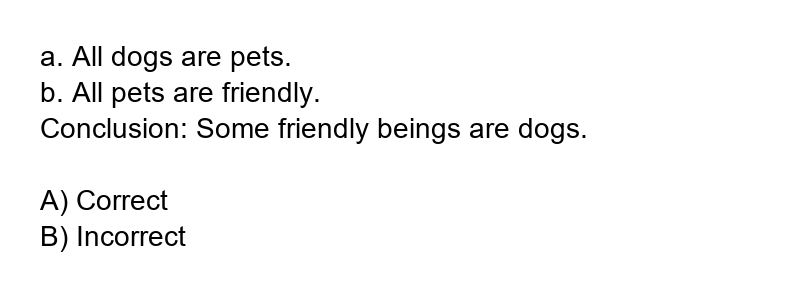 a. All dogs are pets.
b. All pets are friendly.
Conclusion: Some friendly beings are dogs.
A) Correct
B) Incorrect